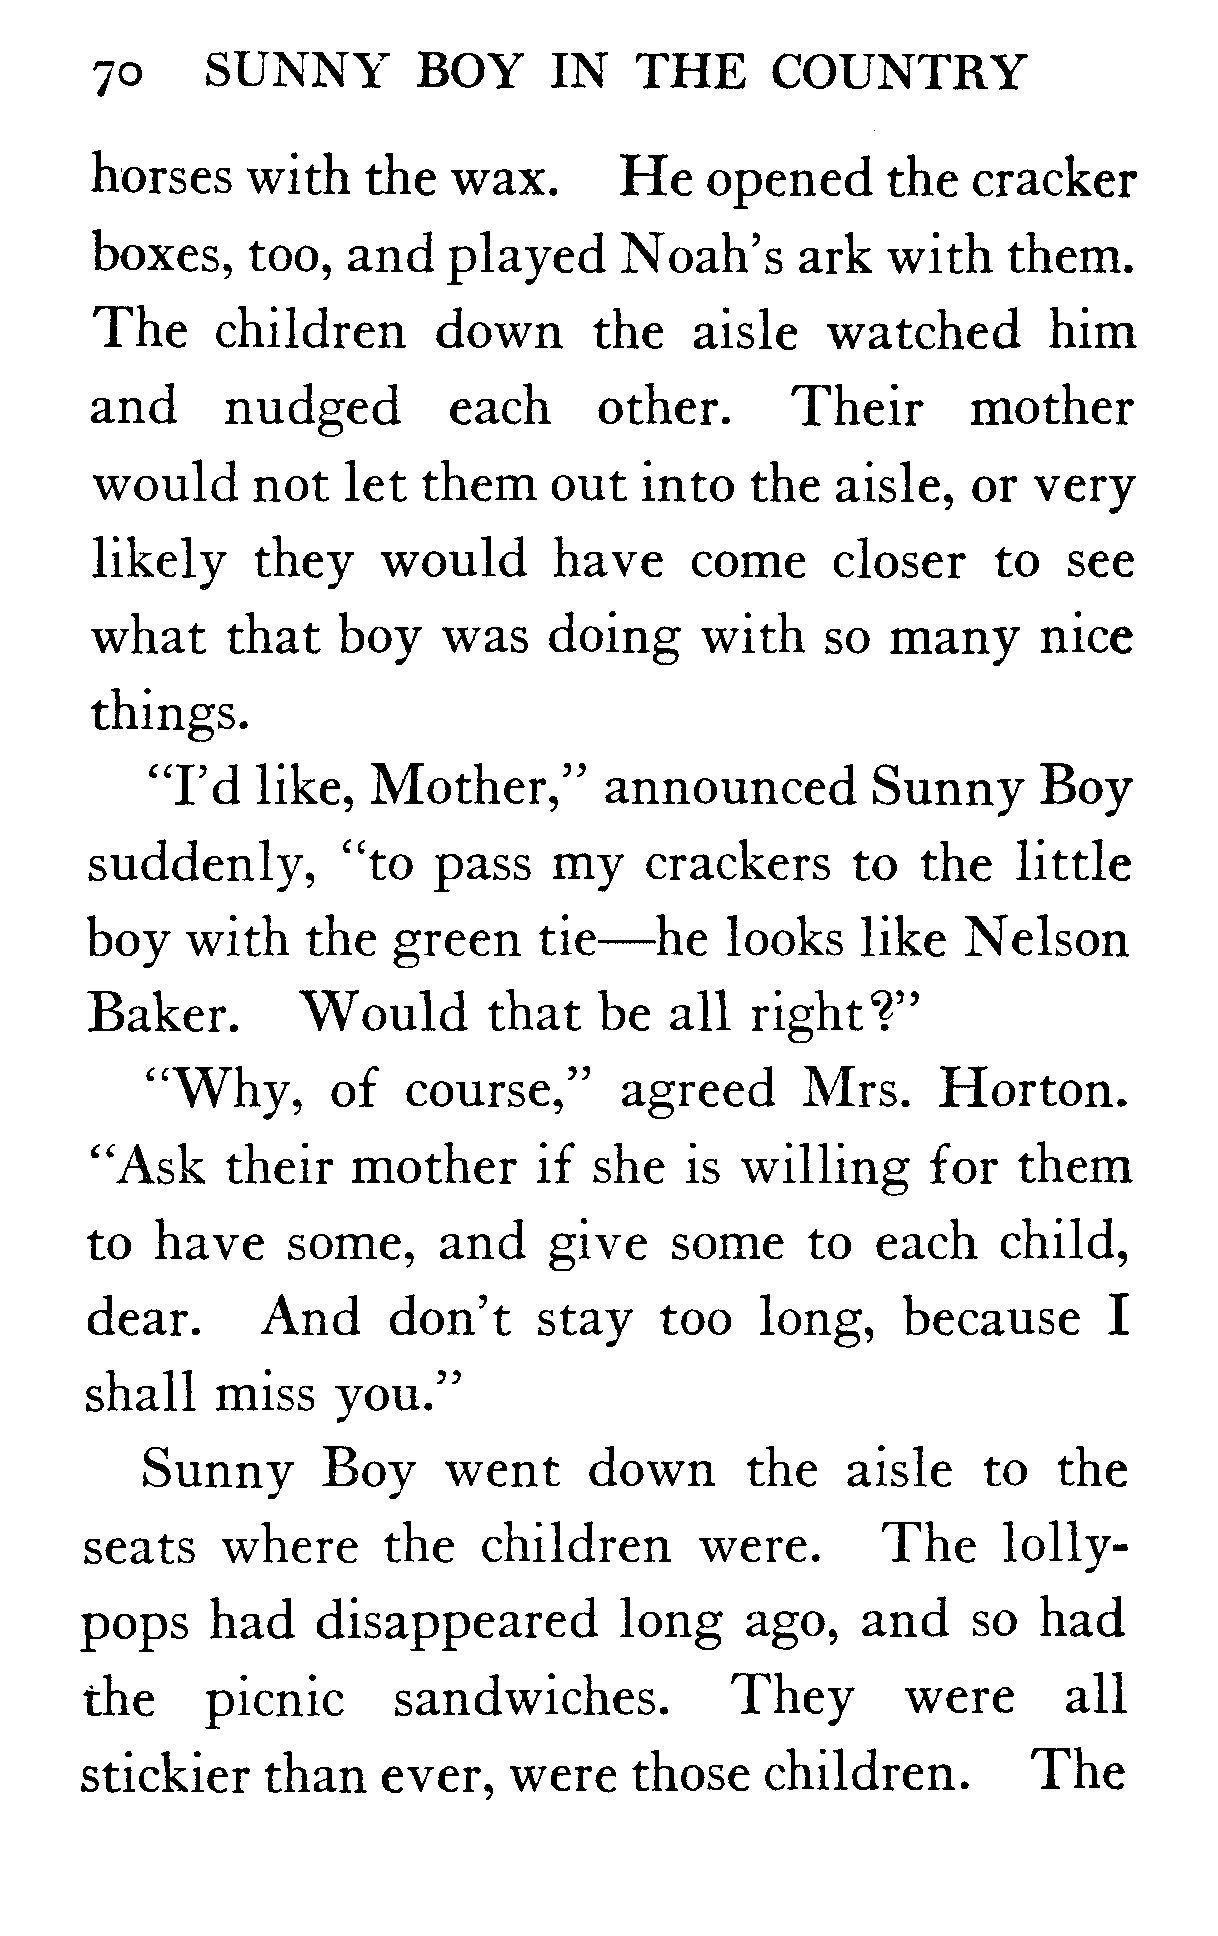 70 SUNNY BOY IN THE COUNTRY
horses with the wax. He opened the cracker
boxes, too, and played Noah's ark with them.
The children down the aisle watched him
and nudged each other. Their mother
would not let them out into the aisle, or very
likely they would have come closer to see
what that boy was doing with so many nice
things.
"I'd like, Mother," announced Sunny Boy
suddenly, "to pass my crackers to the little
boy with the green tie—he looks like Nelson
Baker. Would that be all right?"
"Why, of course," agreed Mrs. Horton.
"Ask their mother if she is willing for them
to have some, and give some to each child,
dear. And don't stay too long, because I
shall miss you."
Sunny Boy went down the aisle to the
seats where the children were. The lolly-
pops had disappeared long ago, and so had
the picnic sandwiches. They were all
stickier than ever, were those children. The